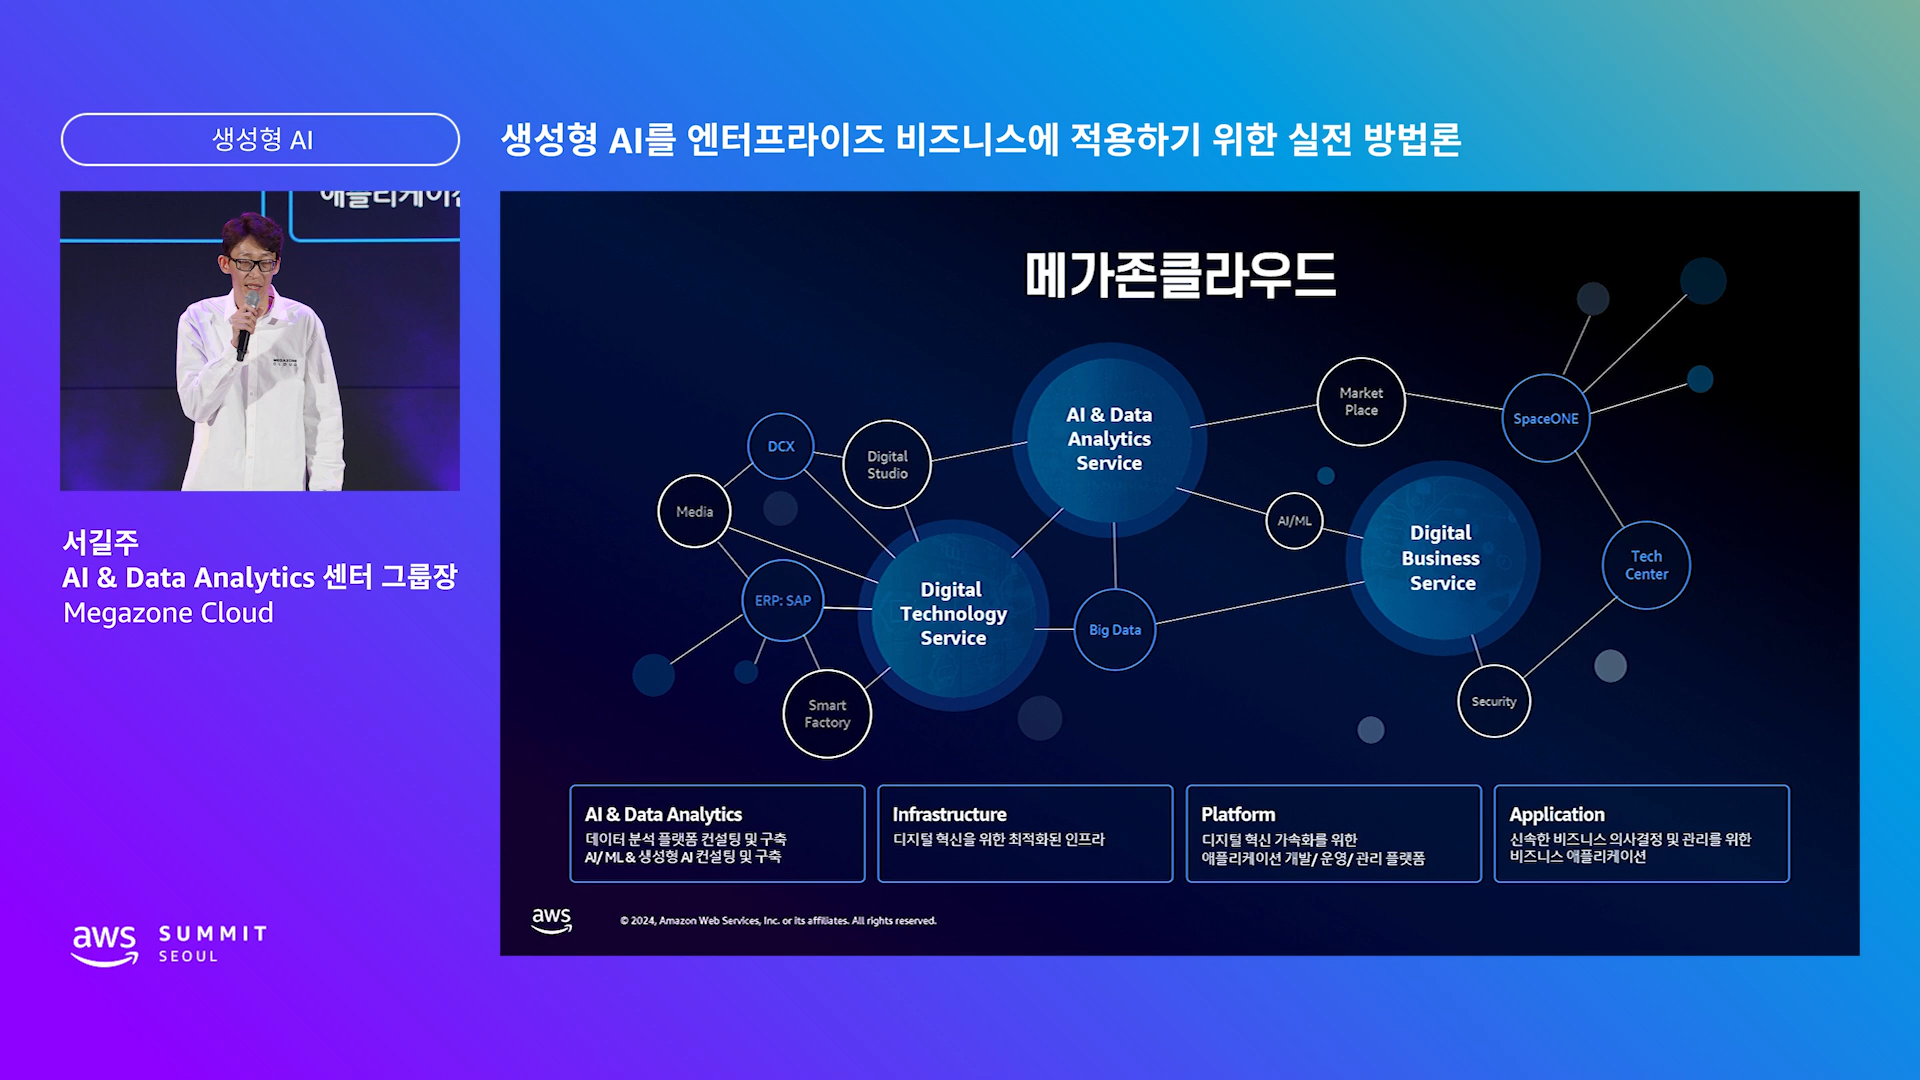 생성형 AI
생성형 AI를 엔터프라이즈 비즈니스에 적용하기 위한 실전 방법론
애플리케이션
MEGAZONE
CLOUD
서길주
AI & Data Analytics 센터 그룹장
Megazone Cloud
aws
SUMMIT
SEOUL
메가존클라우드
AI & Data
Analytics
Service
Market
Place
SpaceONE
DCX
Digital
Studio
Media
AI/ML
Digital
Business
Service
Tech
Center
ERP: SAP
Digital
Technology
Service
Big Data
Smart
Factory
Security
AI & Data Analytics
데이터 분석 플랫폼 컨설팅 및 구축
AI/ ML & 생성형 AI 컨설팅 및 구축
Infrastructure
디지털 혁신을 위한 최적화된 인프라
Platform
디지털 혁신 가속화를 위한
애플리케이션 개발/ 운영/ 관리 플랫폼
Application
신속한 비즈니스 의사결정 및 관리를 위한
비즈니스 애플리케이션
aws
© 2024, Amazon Web Services, Inc. or its affiliates. All rights reserved.